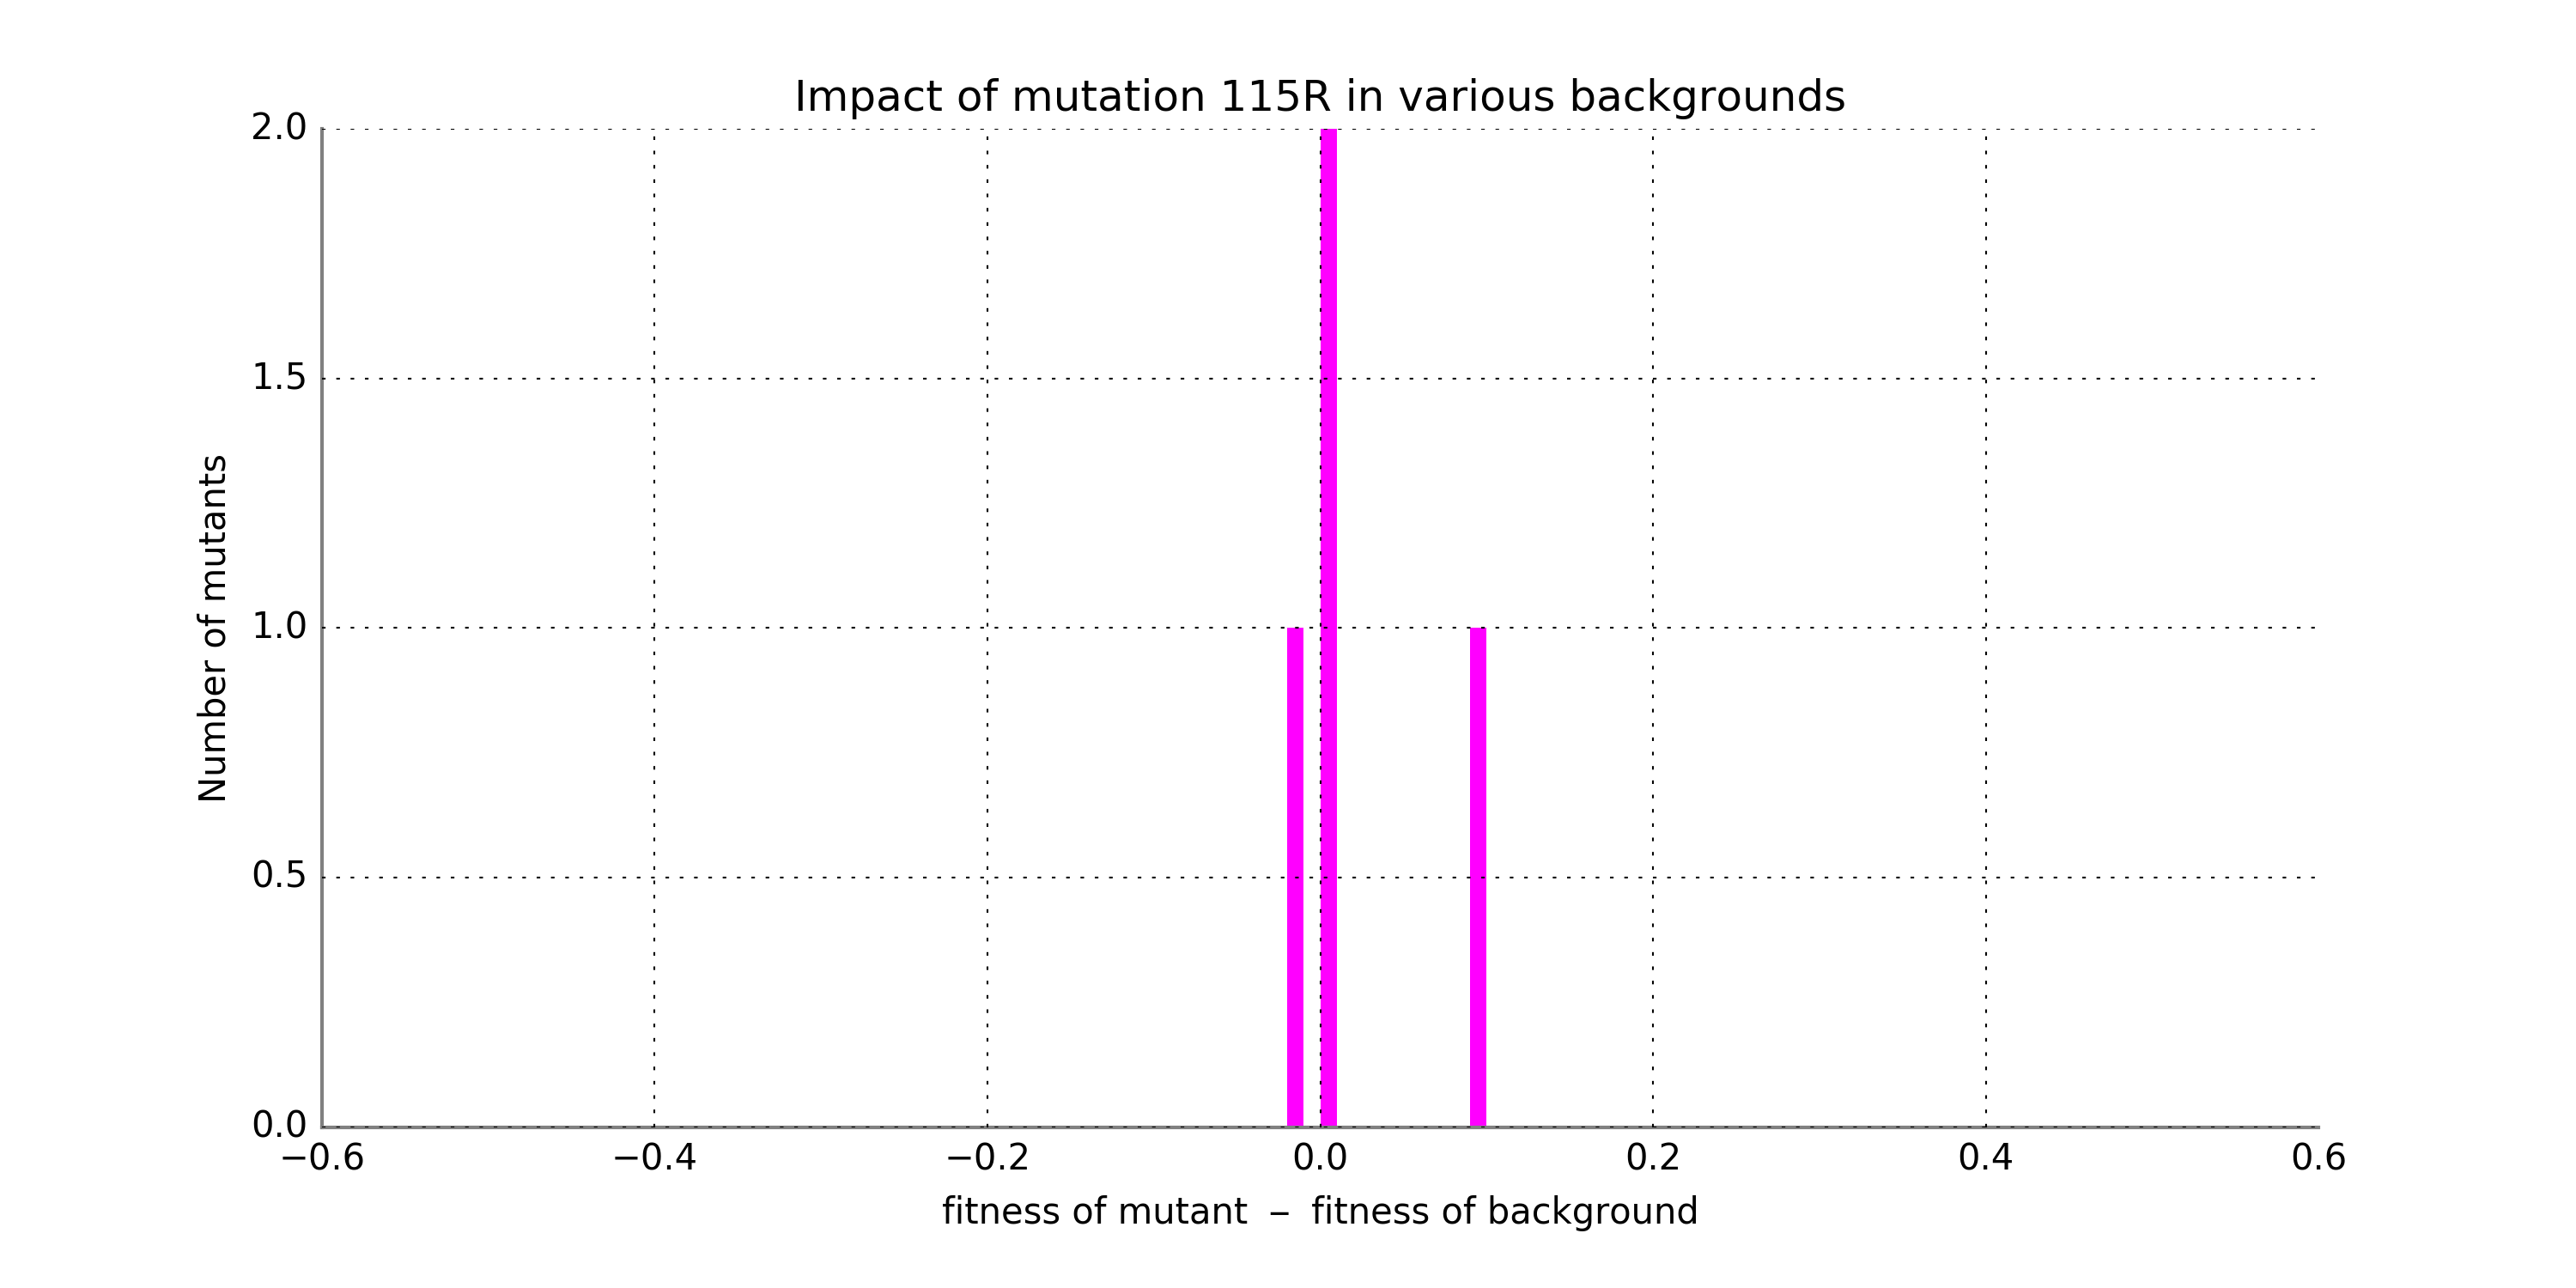 Impact of mutation 115R in various backgrounds
2.0
1.5
1.0
0.5
0.0
Number of mutants
−0.6 −0.4 −0.2 0.0 0.2 0.4 0.6
fitness of mutant − fitness of background